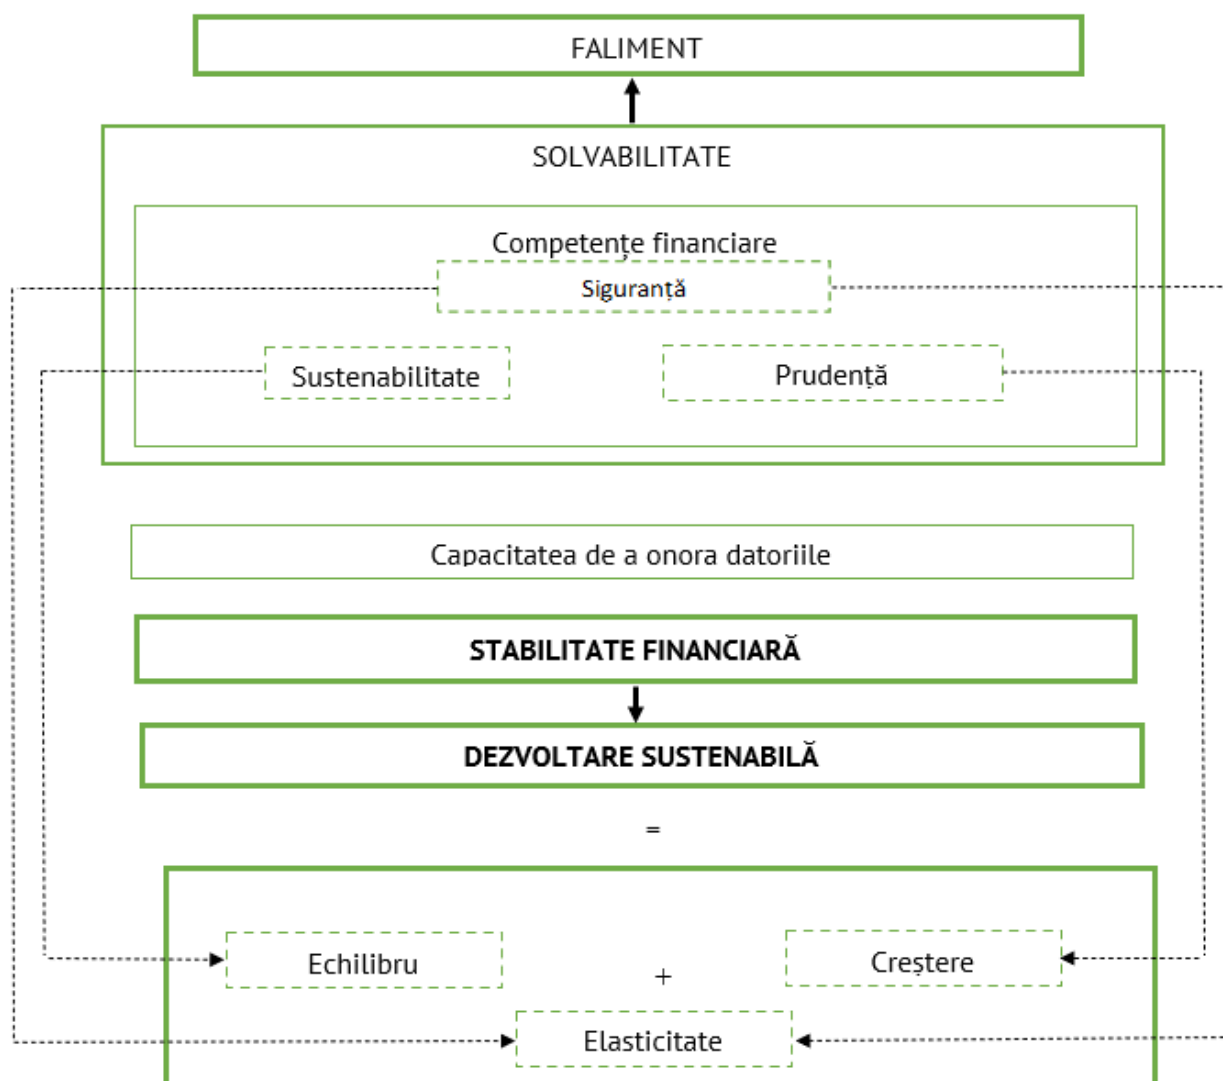 FALIMENT
SOLVABILITATE
Competențe financiare
Siguranță
Sustenabilitate
Prudență
Capacitatea de a onora datoriile
STABILITATE FINANCIARĂ
DEZVOLTARE SUSTENABILĂ
=
Echilibru
+
Creștere
Elasticitate